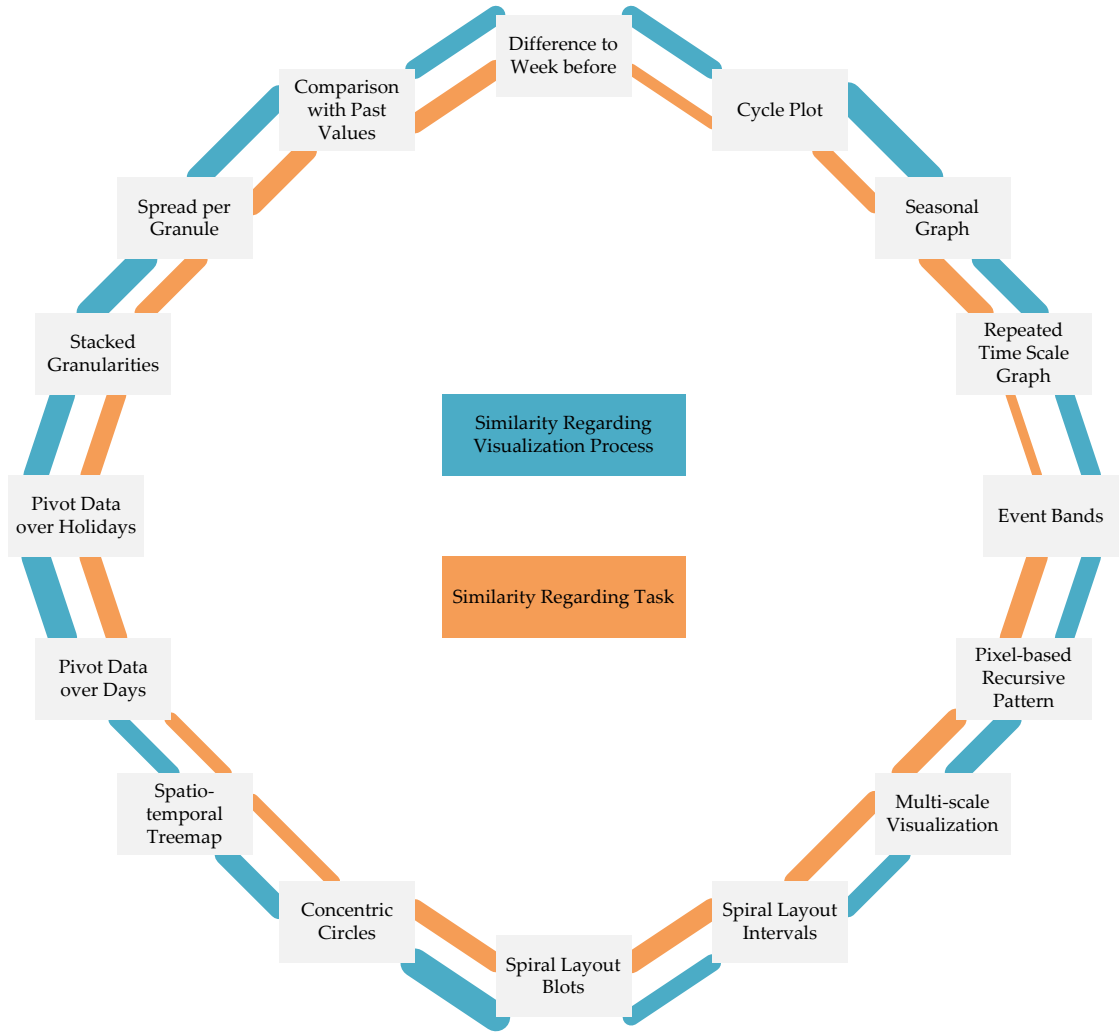 Difference to
Week before
Comparison
with Past
Values
Cycle Plot
Spread per
Granule
Seasonal
Graph
Stacked
Granularities
Repeated
Time Scale
Graph
Similarity Regarding
Visualization Process
Pivot Data
over Holidays
Event Bands
Similarity Regarding Task
Pivot Data
over Days
Pixel-based
Recursive
Pattern
Spatio-
temporal
Treemap
Multi-scale
Visualization
Concentric
Circles
Spiral Layout
Intervals
Spiral Layout
Blots